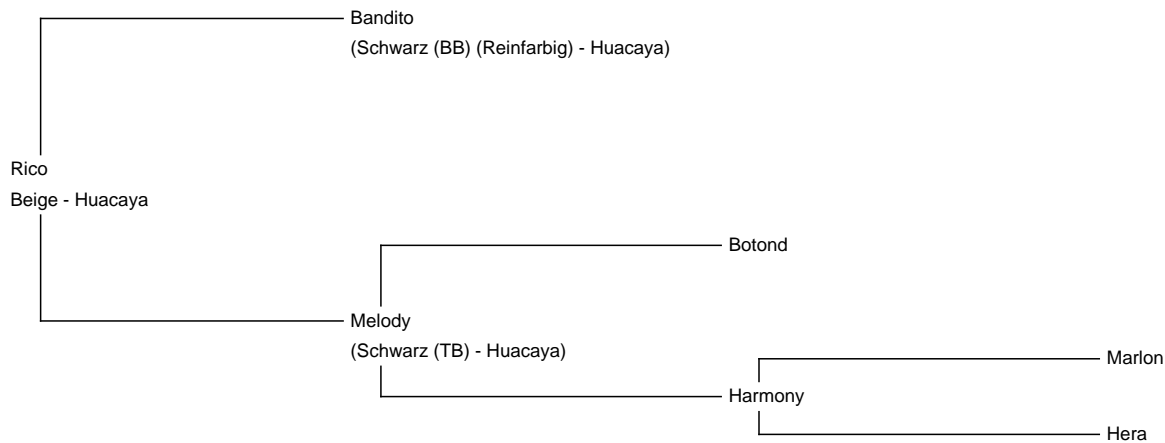 Bandito
(Schwarz (BB) (Reinfarbig) - Huacaya)
Rico
Beige - Huacaya
Botond
Melody
(Schwarz (TB) - Huacaya)
Marlon
Harmony
Hera